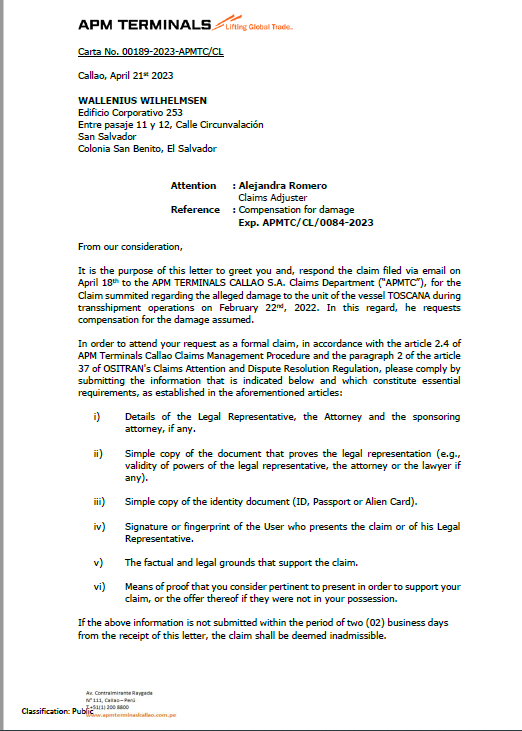 APM TERMINALS Lifting Global Trade.
Carta No. 00189-2023-APMTC/CL
Callao, April 21st 2023
WALLENIUS WILHELMSEN
Edificio Corporativo 253
Entre pasaje 11 y 12, Calle Circunvalación
San Salvador
Colonia San Benito, El Salvador
Attention : Alejandra Romero
Claims Adjuster
Reference : Compensation for damage
Exp. APMTC/CL/0084-2023
From our consideration,
It is the purpose of this letter to greet you and, respond the claim filed via email on
April 18th to the APM TERMINALS CALLAO S.A. Claims Department ("APMTC"), for the
Claim summited regarding the alleged damage to the unit of the vessel TOSCANA during
transshipment operations on February 22nd, 2022. In this regard, he requests
compensation for the damage assumed.
In order to attend your request as a formal claim, in accordance with the article 2.4 of
APM Terminals Callao Claims Management Procedure and the paragraph 2 of the article
37 of OSITRAN's Claims Attention and Dispute Resolution Regulation, please comply by
submitting the information that is indicated below and which constitute essential
requirements, as established in the aforementioned articles:
i) Details of the Legal Representative, the Attorney and the sponsoring
attorney, if any.
ii) Simple copy of the document that proves the legal representation (e.g.,
validity of powers of the legal representative, the attorney or the lawyer if
any).
iii) Simple copy of the identity document (ID, Passport or Alien Card).
iv) Signature or fingerprint of the User who presents the claim or of his Legal
Representative.
v) The factual and legal grounds that support the claim.
vi) Means of proof that you consider pertinent to present in order to support your
claim, or the offer thereof if they were not in your possession.
If the above information is not submitted within the period of two (02) business days
from the receipt of this letter, the claim shall be deemed inadmissible.
Av. Contralmirante Raygada
N° 111, Callao – Perú
T +51(1) 200 8800
www.apmterminalscallao.com.pe
Classification: Public